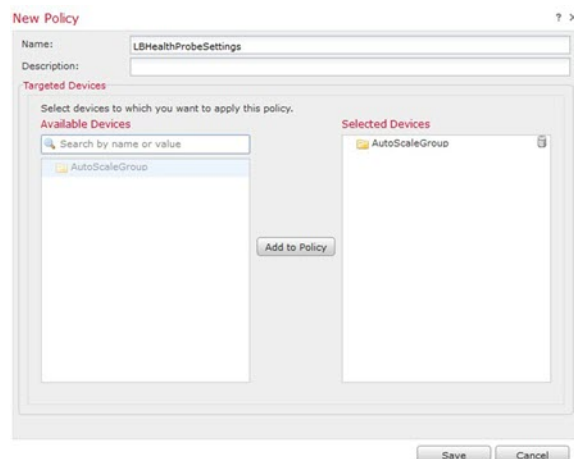 New Policy
? ×
Name:
LBHealthProbeSettings
Description:
Targeted Devices
Select devices to which you want to apply this policy.
Available Devices
Selected Devices
Search by name or value
AutoScaleGroup
AutoScaleGroup
Add to Policy
Save
Cancel